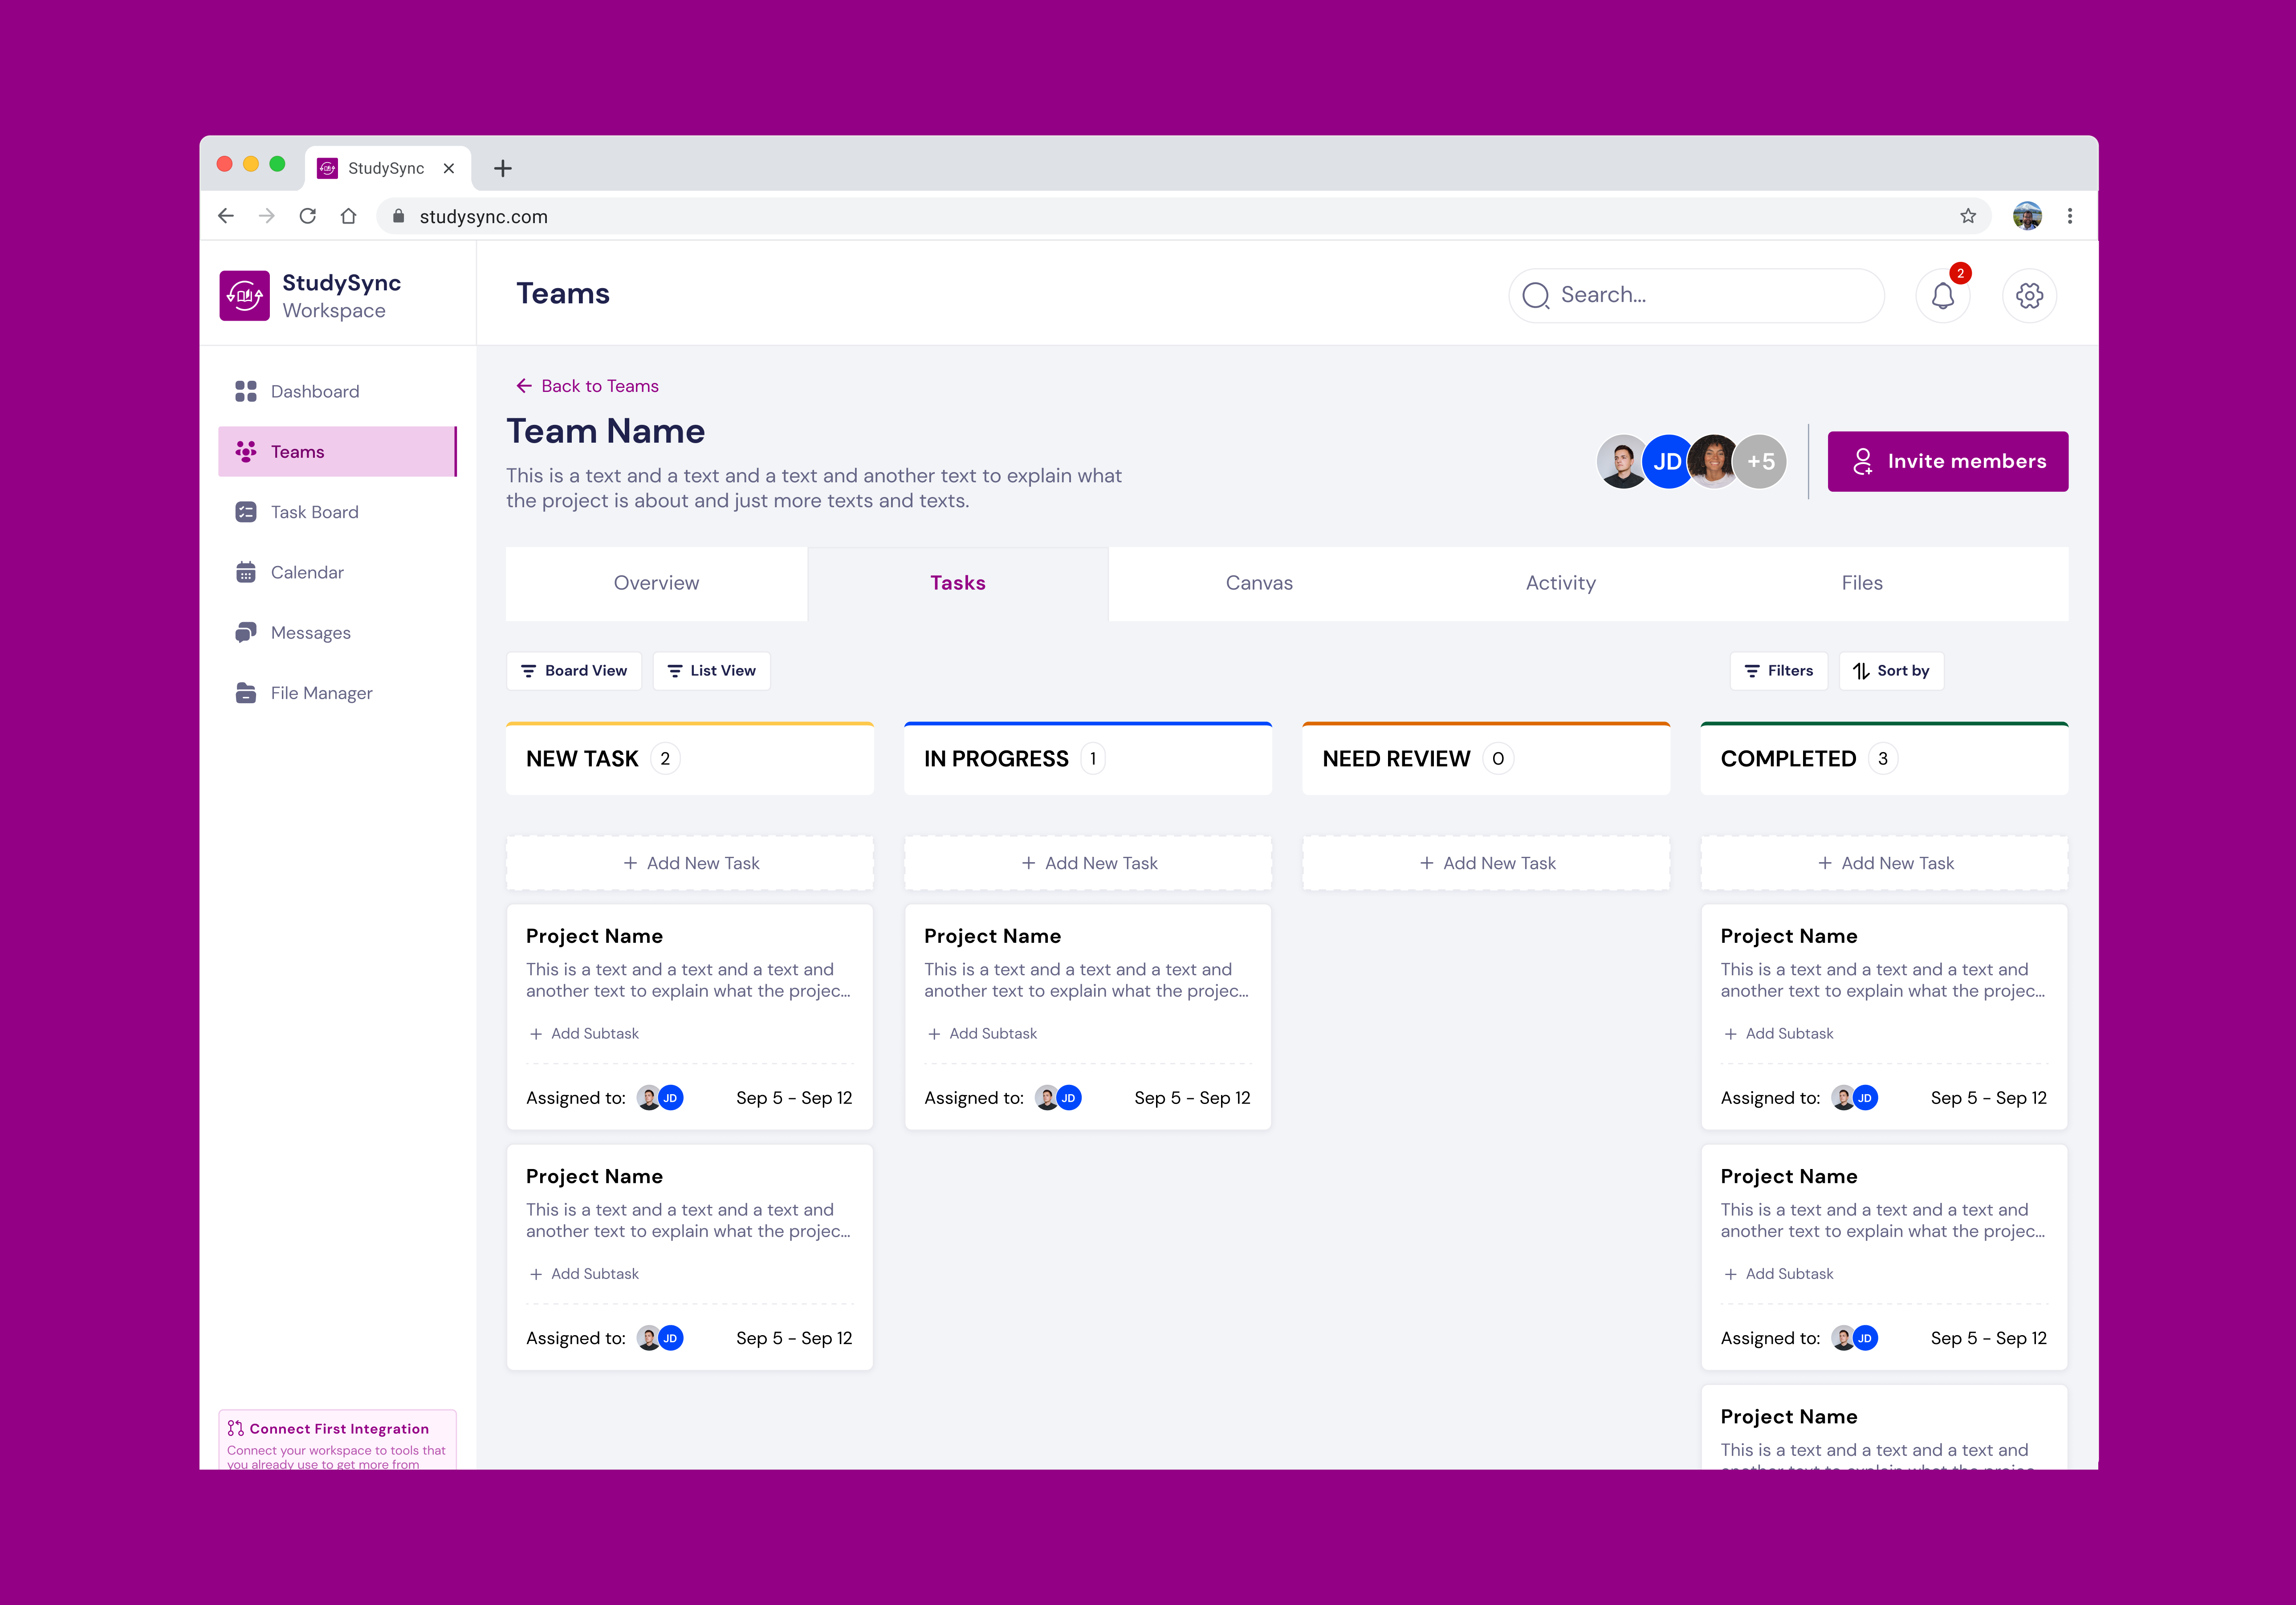 StudySync
studysync.com
StudySync
Workspace
Teams
Search...
2
Dashboard
Teams
Task Board
Calendar
Messages
File Manager
Connect First Integration
Connect your workspace to tools that
you already use to get more from
Back to Teams
Team Name
This is a text and a text and a text and another text to explain what
the project is about and just more texts and texts.
JD
+5
Invite members
Overview
Tasks
Canvas
Activity
Files
Board View
List View
Filters
Sort by
NEW TASK 2
Add New Task
Project Name
This is a text and a text and a text and
another text to explain what the projec...
Add Subtask
Assigned to: JD Sep 5 - Sep 12
Project Name
This is a text and a text and a text and
another text to explain what the projec...
Add Subtask
Assigned to: JD Sep 5 - Sep 12
IN PROGRESS 1
Add New Task
Project Name
This is a text and a text and a text and
another text to explain what the projec...
Add Subtask
Assigned to: JD Sep 5 - Sep 12
NEED REVIEW 0
Add New Task
COMPLETED 3
Add New Task
Project Name
This is a text and a text and a text and
another text to explain what the projec...
Add Subtask
Assigned to: JD Sep 5 - Sep 12
Project Name
This is a text and a text and a text and
another text to explain what the projec...
Add Subtask
Assigned to: JD Sep 5 - Sep 12
Project Name
This is a text and a text and a text and